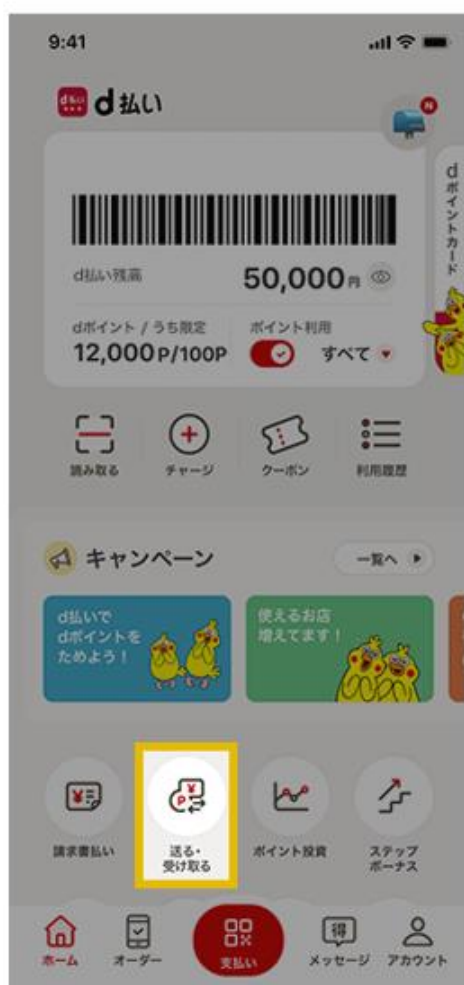 9:41
d払い d払い
N
dポイントカード
d払い残高 50,000円
dポイント / うち限定 ポイント利用
12,000P/100P すべて
読み取る チャージ クーポン 利用履歴
キャンペーン 一覧へ
d払いで
dポイントを
ためよう!
使えるお店
増えてます!
請求書払い
送る・
受け取る
ポイント投資
ステップ
ボーナス
得
ホーム オーダー 支払い メッセージ アカウント